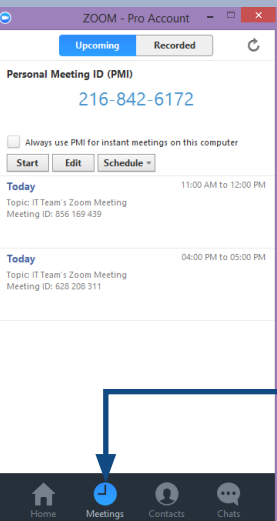 ZOOM - Pro Account
Upcoming Recorded
Personal Meeting ID (PMI)
216-842-6172
Always use PMI for instant meetings on this computer
Start Edit Schedule
Today 11:00 AM to 12:00 PM
Topic: IT Team's Zoom Meeting
Meeting ID: 856 169 439
Today 04:00 PM to 05:00 PM
Topic: IT Team's Zoom Meeting
Meeting ID: 628 208 311
Home Meetings Contacts Chats